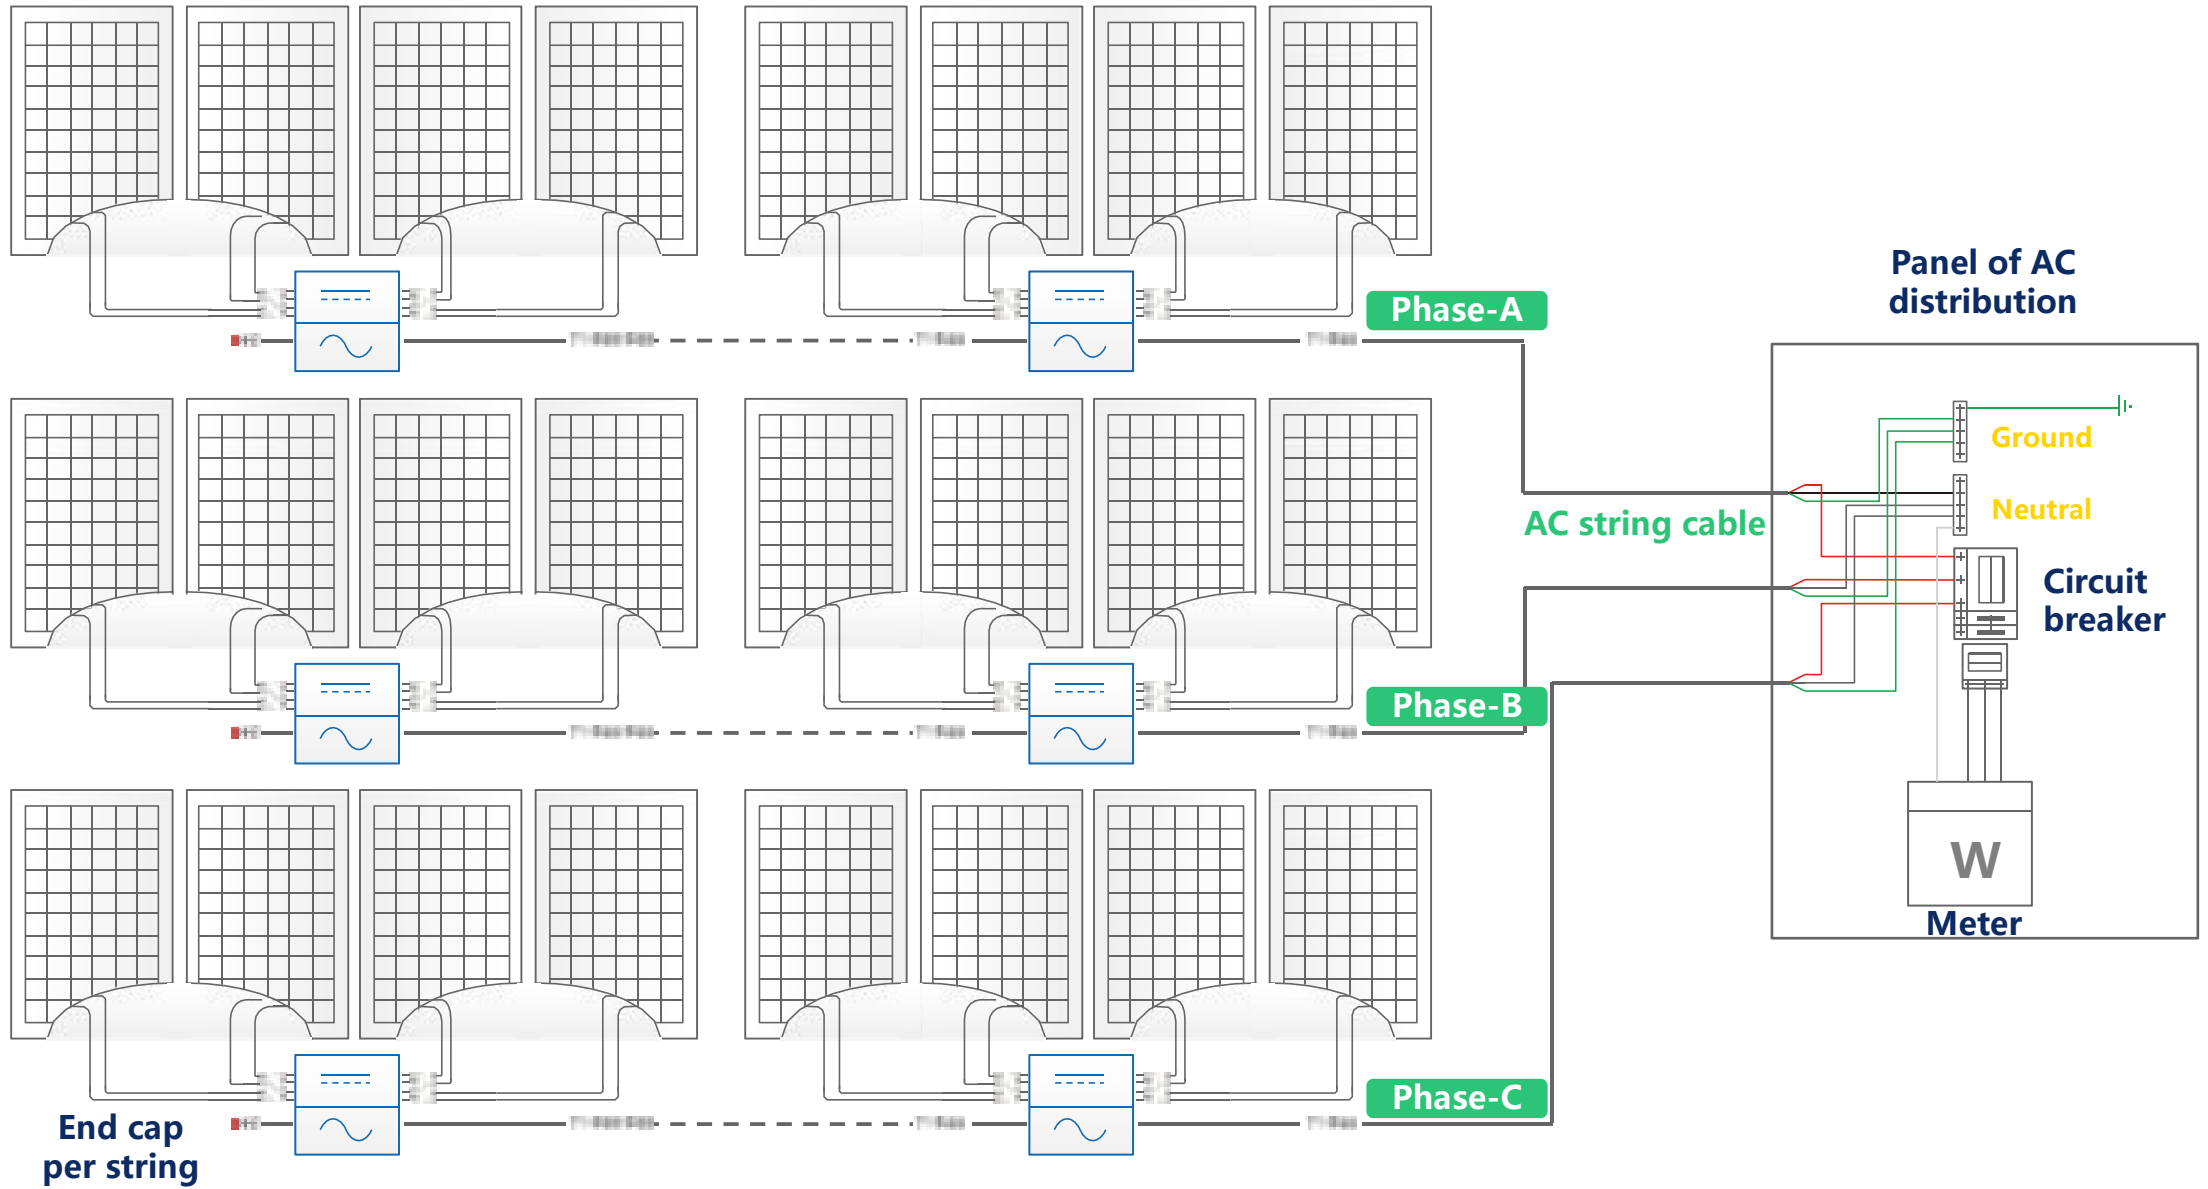 Phase-A
Panel of AC
distribution
Ground
Neutral
AC string cable
Circuit
breaker
Phase-B
W
Meter
Phase-C
End cap
per string